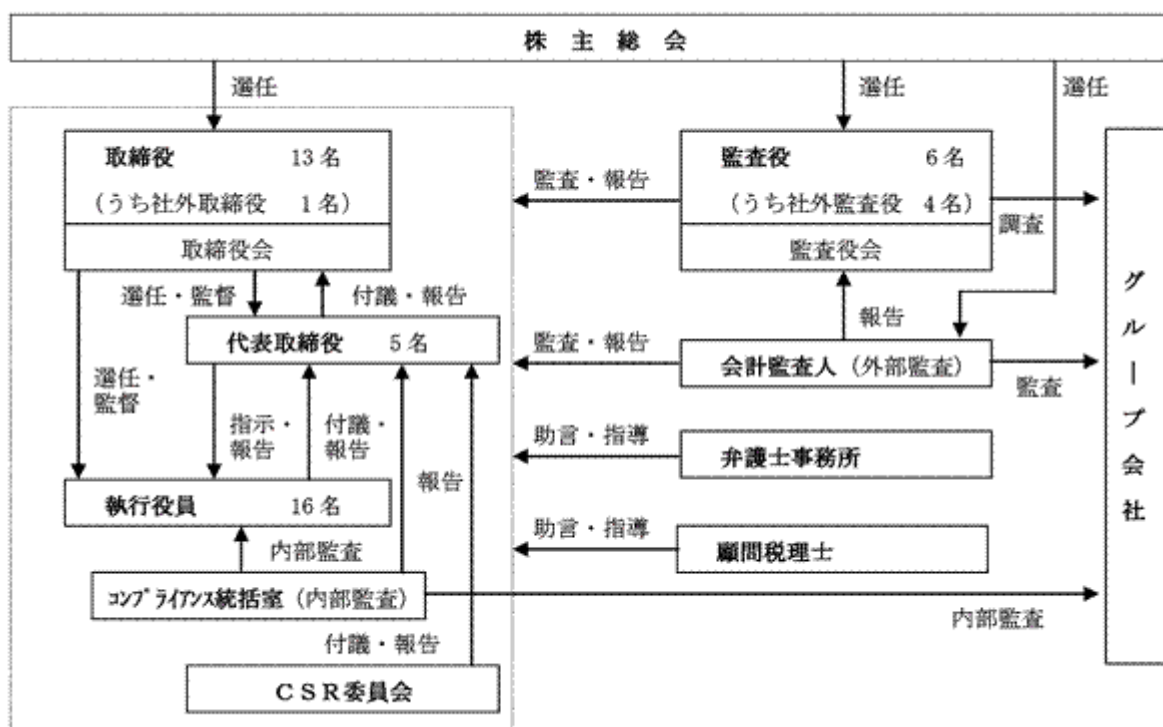 株主総会
選任
選任
選任
取締役 13名
（うち社外取締役 1名）
取締役会
監査・報告
監査役 6名
（うち社外監査役 4名）
監査役会
調査
グループ会社
選任・監督
付議・報告
報告
代表取締役 5名
監査・報告
会計監査人（外部監査）
監査
選任・
監督
指示・
報告
付議・
報告
報告
助言・指導
弁護士事務所
執行役員 16名
助言・指導
顧問税理士
内部監査
コンプライアンス統括室（内部監査）
内部監査
付議・報告
CSR委員会